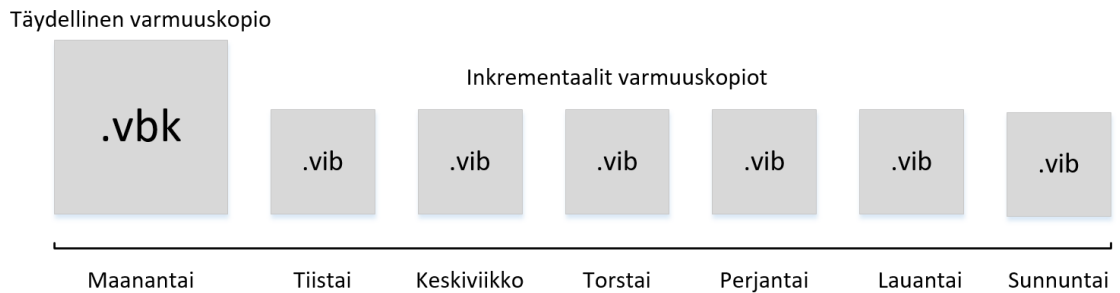 Täydellinen varmuuskopio
Inkrementaalit varmuuskopiot
.vbk
.vib
.vib
.vib
.vib
.vib
.vib
Maanantai
Tiistai
Keskiviikko
Torstai
Perjantai
Lauantai
Sunnuntai